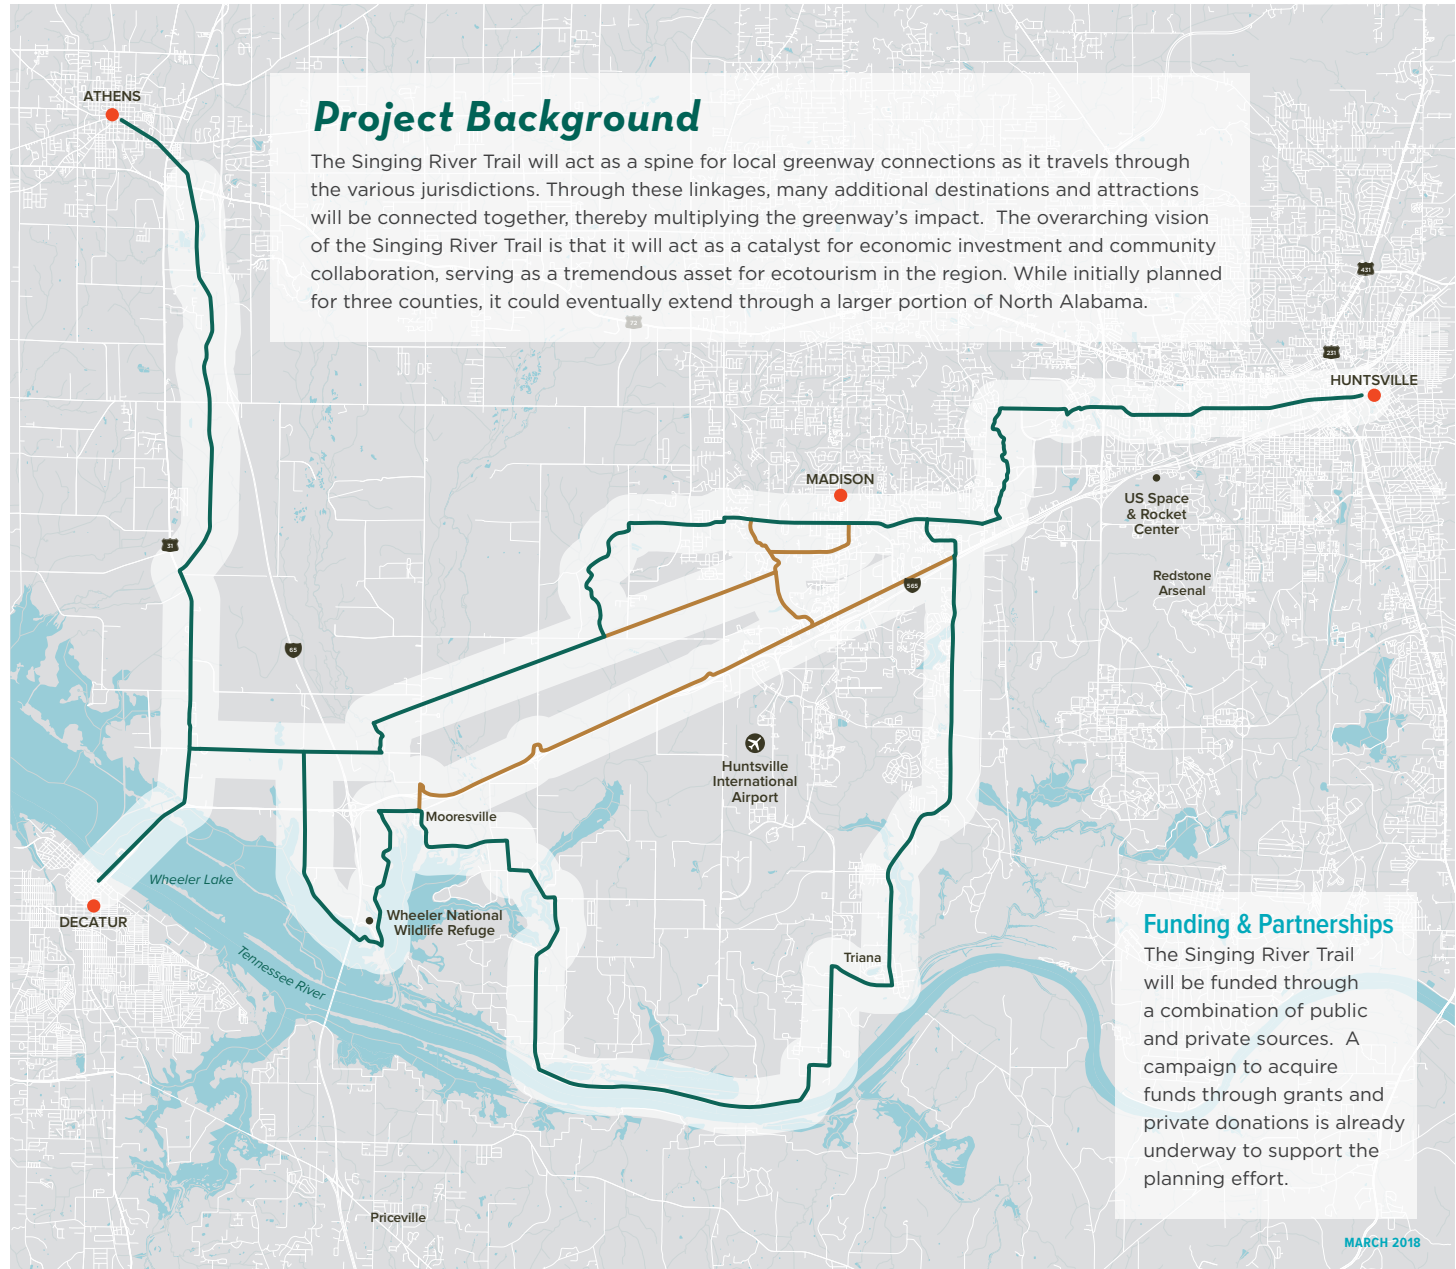 ATHENS
Project Background
The Singing River Trail will act as a spine for local greenway connections as it travels through
the various jurisdictions. Through these linkages, many additional destinations and attractions
will be connected together, thereby multiplying the greenway's impact.  The overarching vision
of the Singing River Trail is that it will act as a catalyst for economic investment and community
collaboration, serving as a tremendous asset for ecotourism in the region. While initially planned
for three counties, it could eventually extend through a larger portion of North Alabama.
431
72
231
HUNTSVILLE
MADISON
US Space
& Rocket
Center
31
Redstone
Arsenal
565
65
Huntsville
International
Airport
Mooresville
Wheeler Lake
DECATUR
Wheeler National
Wildlife Refuge
Tennessee River
Triana
Funding & Partnerships
The Singing River Trail
will be funded through
a combination of public
and private sources.  A
campaign to acquire
funds through grants and
private donations is already
underway to support the
planning effort.
Priceville
MARCH 2018